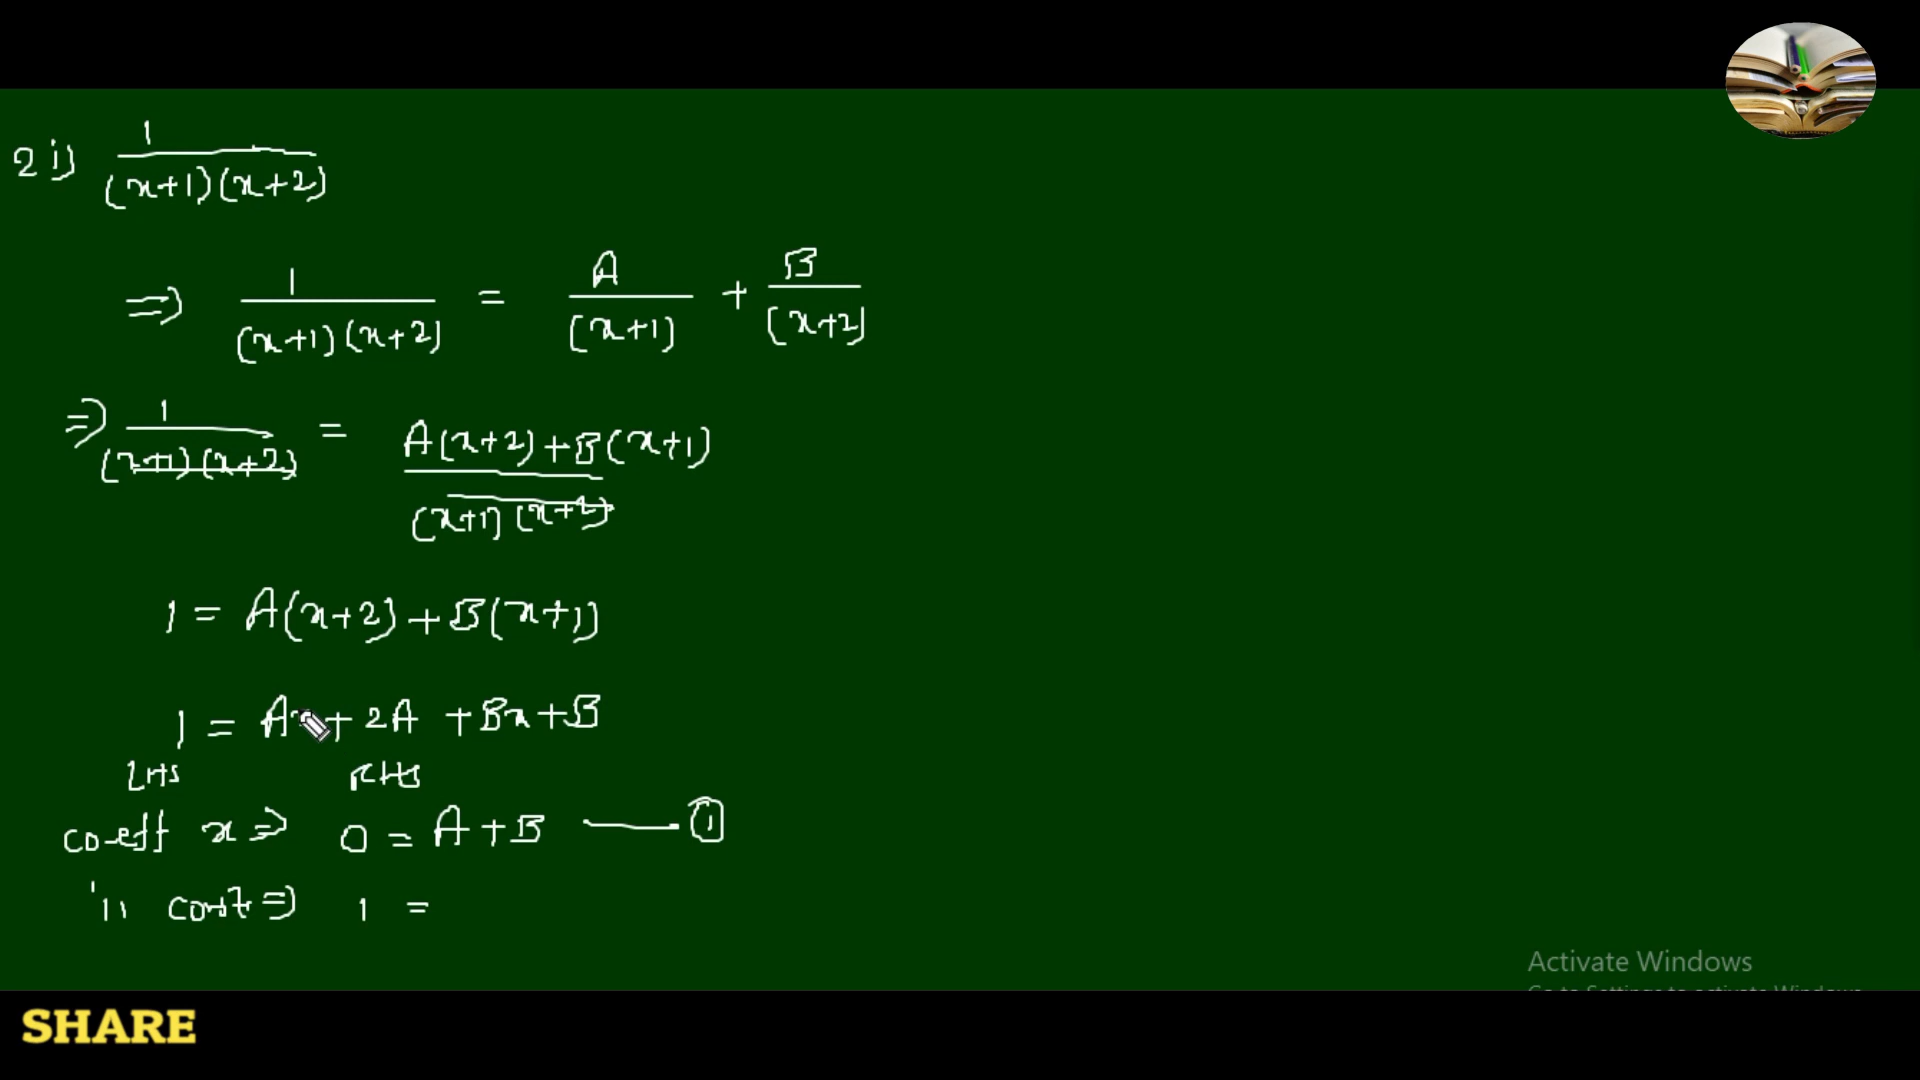 2 i) 1/((x+1)(x+2))
⇒ 1/((x+1)(x+2)) = A/(x+1) + B/(x+2)
⇒ 1/((x+1)(x+2)) = (A(x+2)+B(x+1))/((x+1)(x+2))
1 = A(x+2) + B(x+1)
1 = Ax + 2A + Bx + B
LHS RHS
co-eff x ⇒ 0 = A + B —— ①
'' const ⇒ 1 =
Activate Windows
SHARE